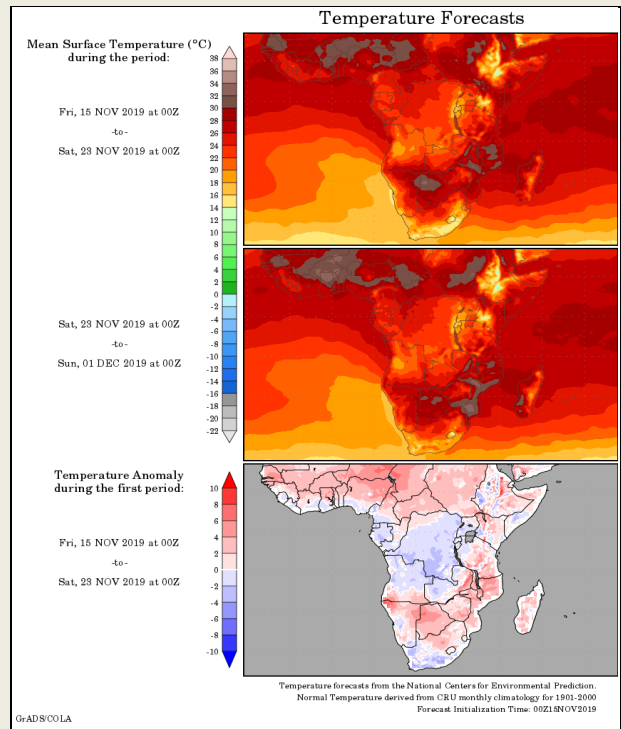 Temperature Forecasts
Mean Surface Temperature (°C)
during the period:
Fri, 15 NOV 2019 at 00Z
-to-
Sat, 23 NOV 2019 at 00Z
38
36
34
32
30
28
26
24
22
20
18
16
14
12
10
8
6
4
2
0
-2
-4
-6
-8
-10
-12
-14
-16
-18
-20
-22
Sat, 23 NOV 2019 at 00Z
-to-
Sun, 01 DEC 2019 at 00Z
Temperature Anomaly
during the first period:
Fri, 15 NOV 2019 at 00Z
-to-
Sat, 23 NOV 2019 at 00Z
10
8
6
4
2
0
-2
-4
-6
-8
-10
Temperature forecasts from the National Centers for Environmental Prediction.
Normal Temperature derived from CRU monthly climatology for 1901-2000
Forecast Initialization Time: 00Z15NOV2019
GrADS/COLA